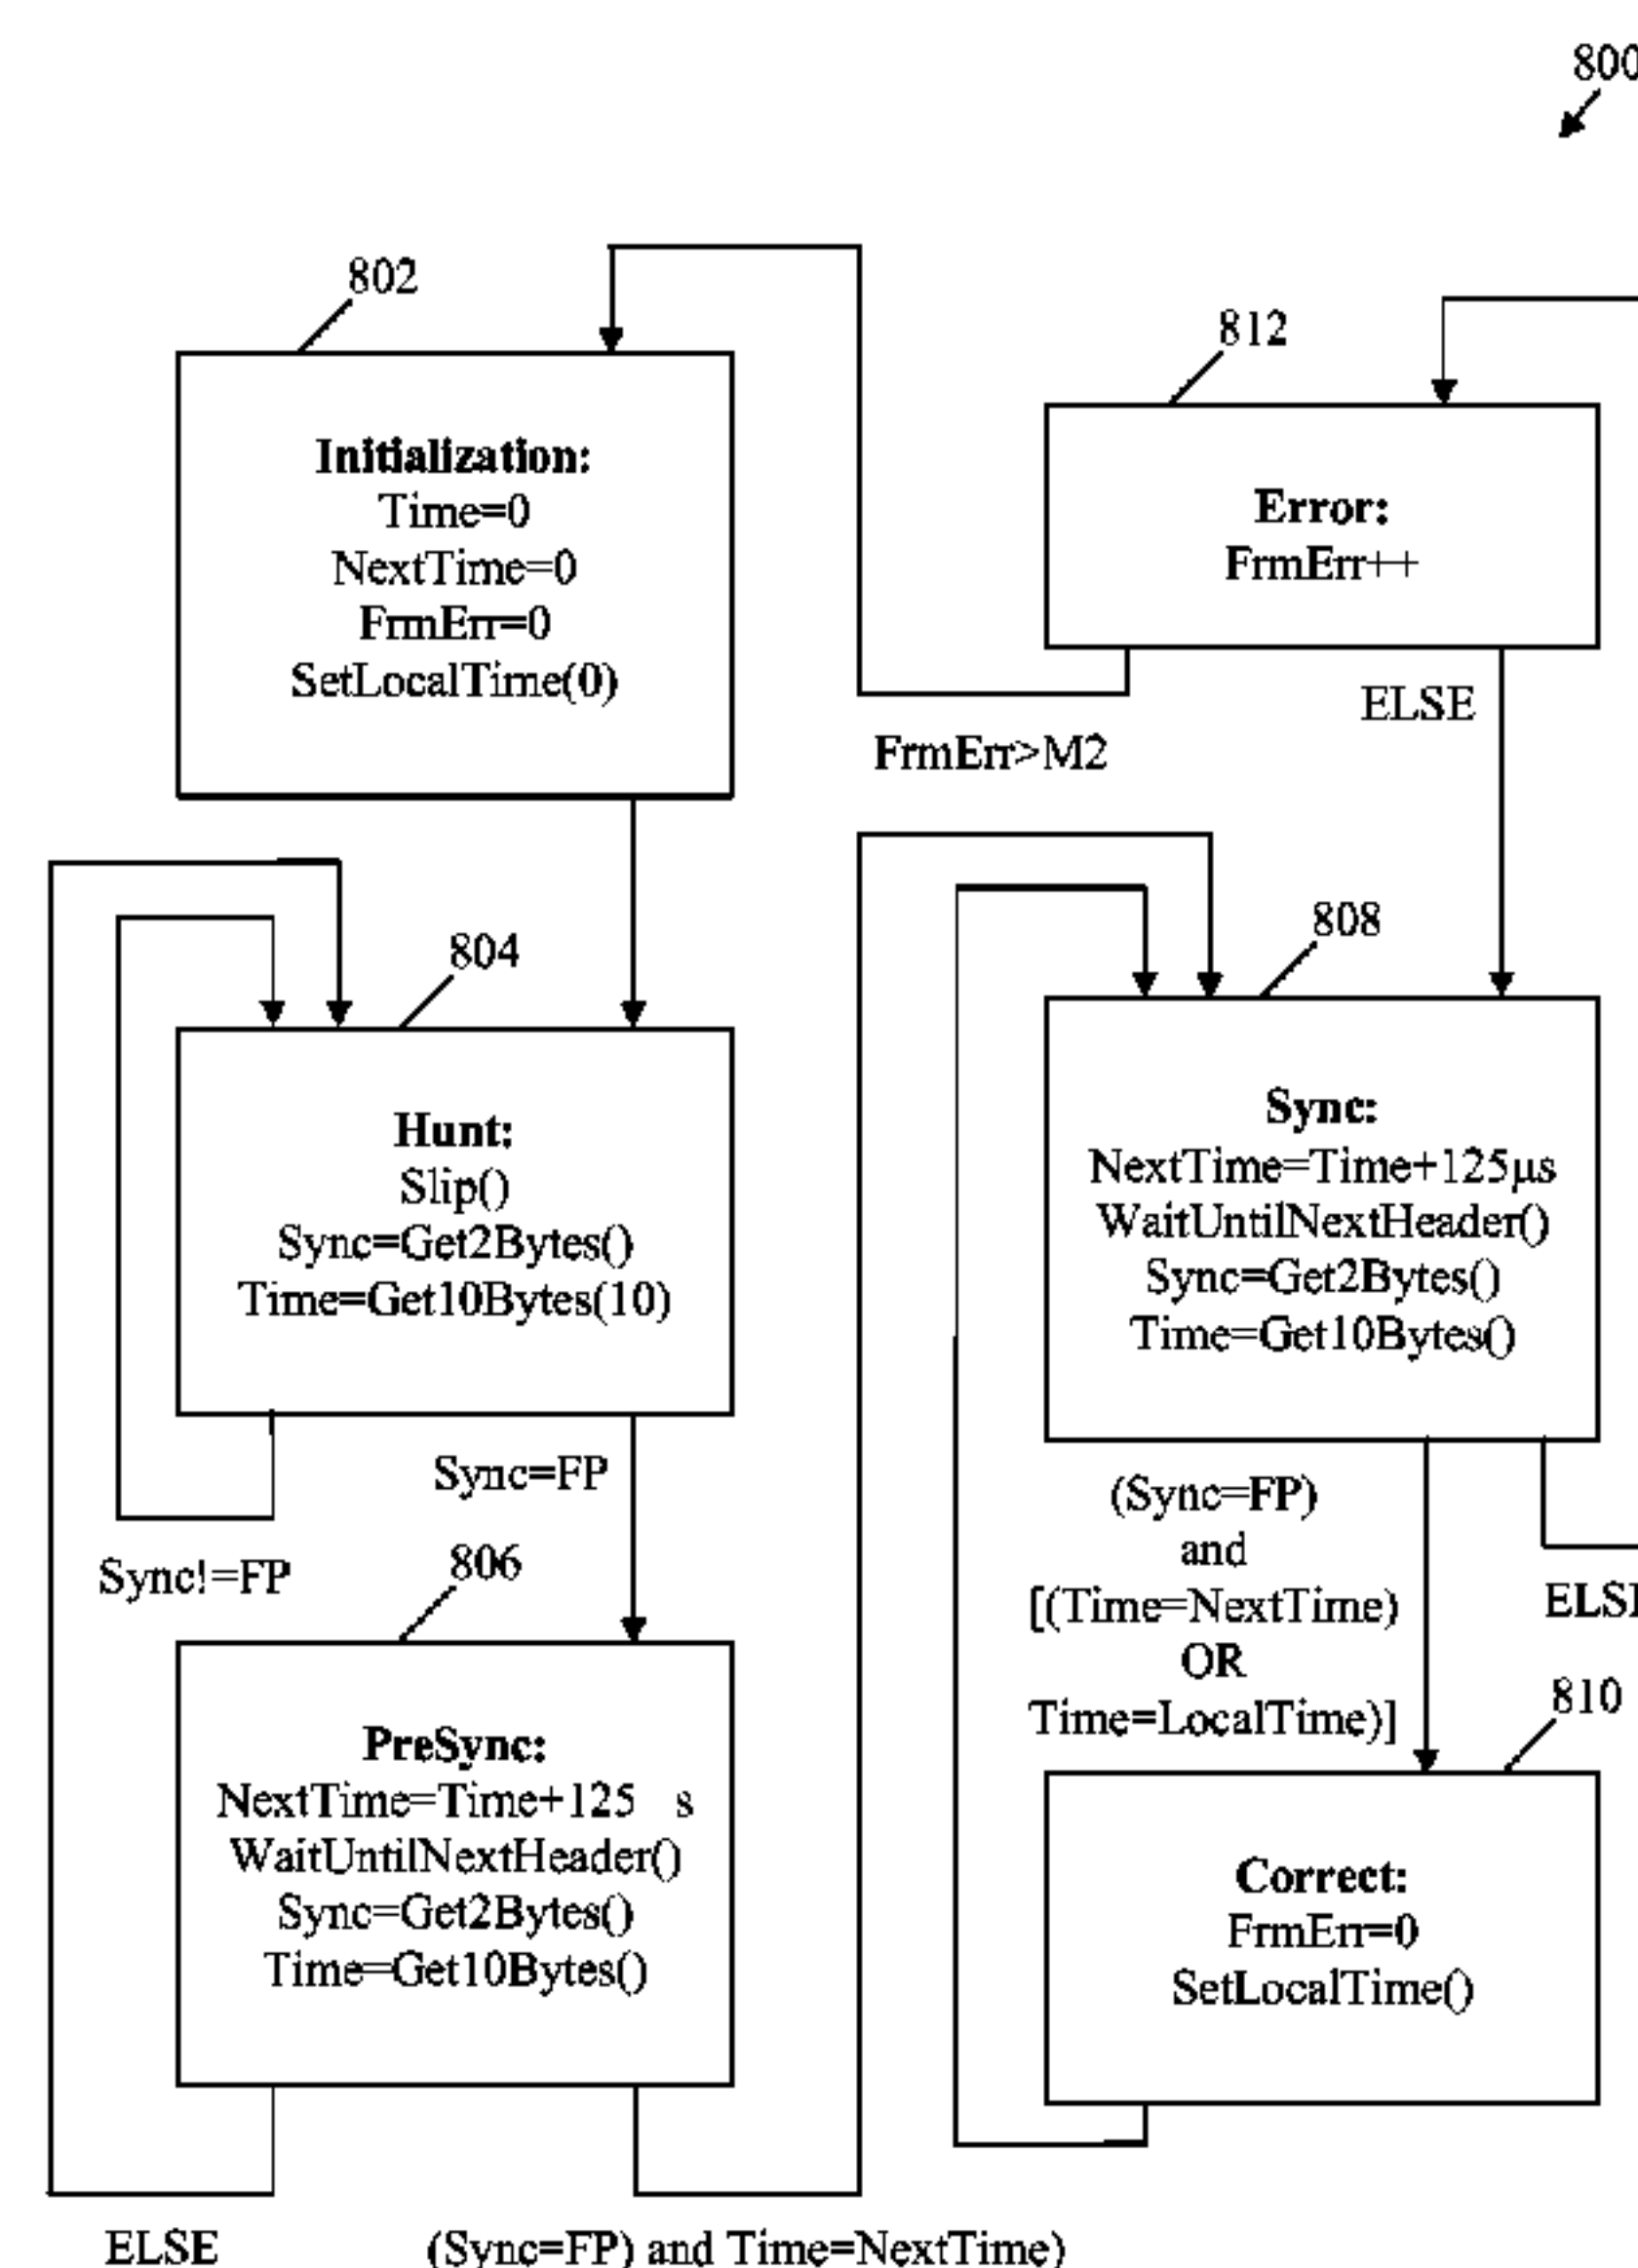 800
802
Initialization:
Time=0
NextTime=0
FrmErr=0
SetLocalTime(0)
812
Error:
FrmErr++
FrmErr>M2
ELSE
804
Hunt:
Slip()
Sync=Get2Bytes()
Time=Get10Bytes(10)
Sync!=FP
Sync=FP
806
PreSync:
NextTime=Time+125 s
WaitUntilNextHeader()
Sync=Get2Bytes()
Time=Get10Bytes()
ELSE
(Sync=FP) and Time=NextTime)
808
Sync:
NextTime=Time+125µs
WaitUntilNextHeader()
Sync=Get2Bytes()
Time=Get10Bytes()
(Sync=FP)
and
[(Time=NextTime)
OR
Time=LocalTime)]
ELSE
810
Correct:
FrmErr=0
SetLocalTime()